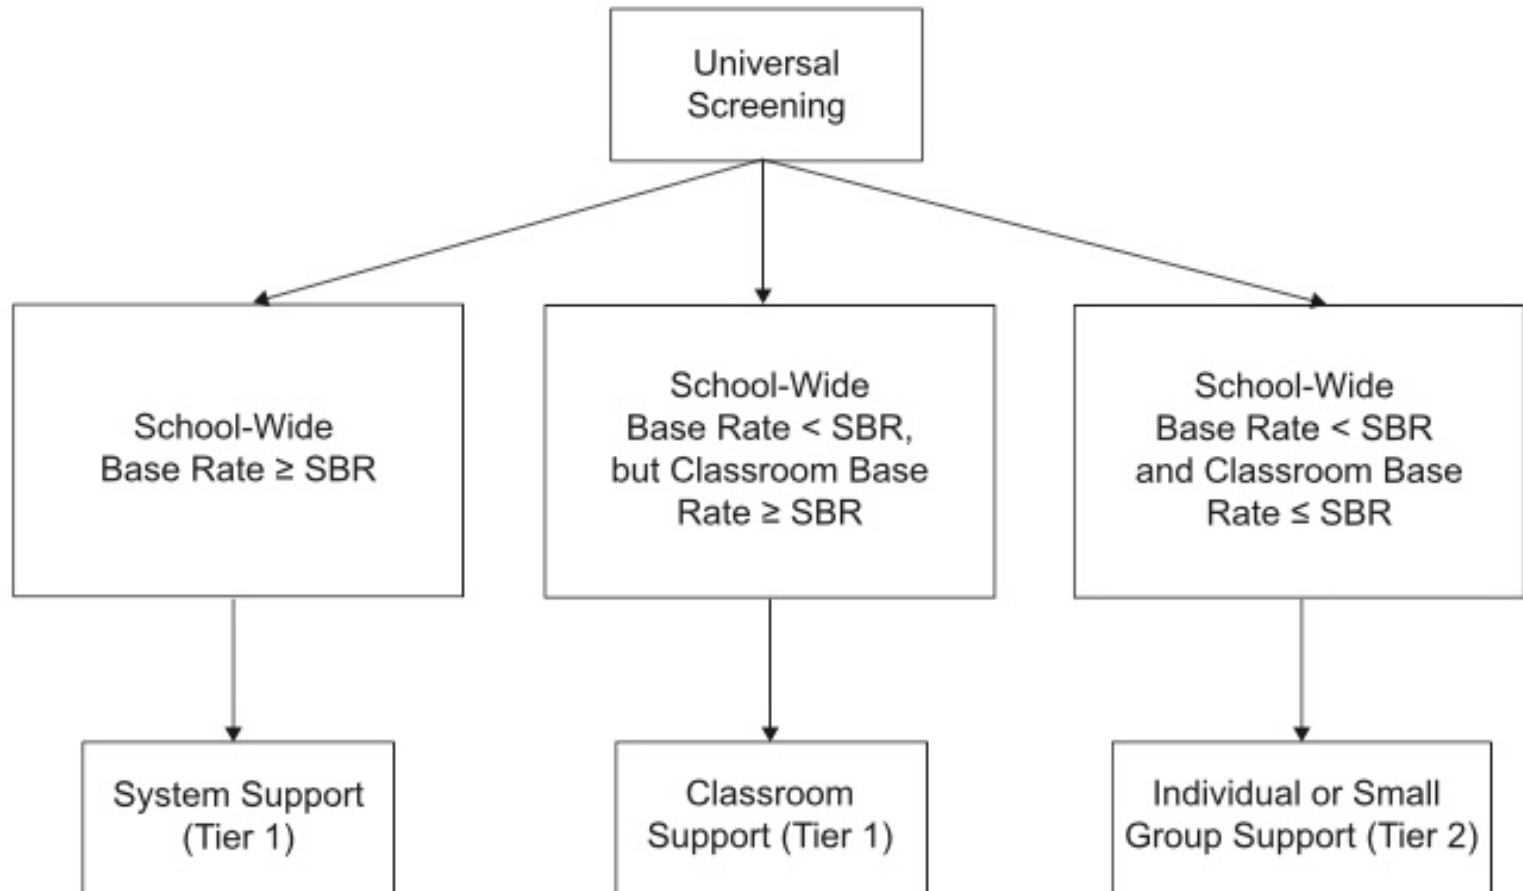 Universal
Screening
School-Wide
Base Rate ≥ SBR
School-Wide
Base Rate < SBR,
but Classroom Base
Rate ≥ SBR
School-Wide
Base Rate < SBR
and Classroom Base
Rate ≤ SBR
System Support
(Tier 1)
Classroom
Support (Tier 1)
Individual or Small
Group Support (Tier 2)